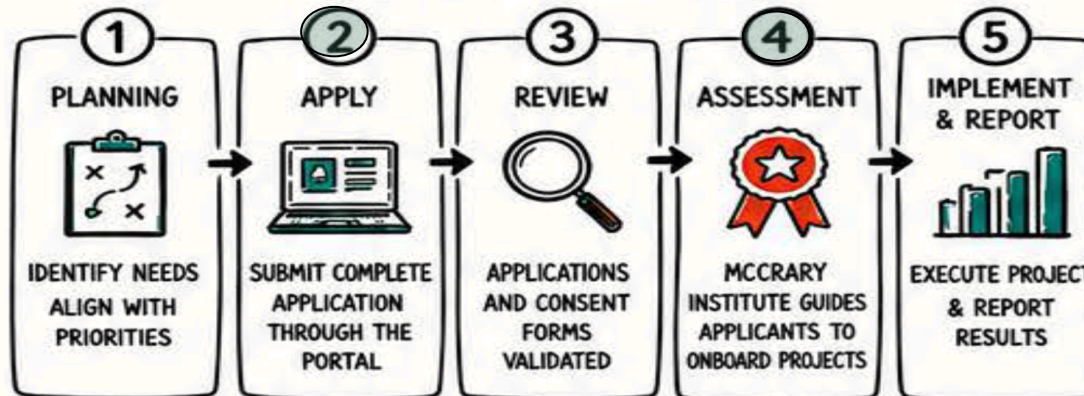 1
PLANNING
IDENTIFY NEEDS
ALIGN WITH
PRIORITIES
2
APPLY
SUBMIT COMPLETE
APPLICATION
THROUGH THE
PORTAL
3
REVIEW
APPLICATIONS
AND CONSENT
FORMS
VALIDATED
4
ASSESSMENT
MCCRARY
INSTITUTE GUIDES
APPLICANTS TO
ONBOARD PROJECTS
5
IMPLEMENT
& REPORT
EXECUTE PROJECT
& REPORT
RESULTS